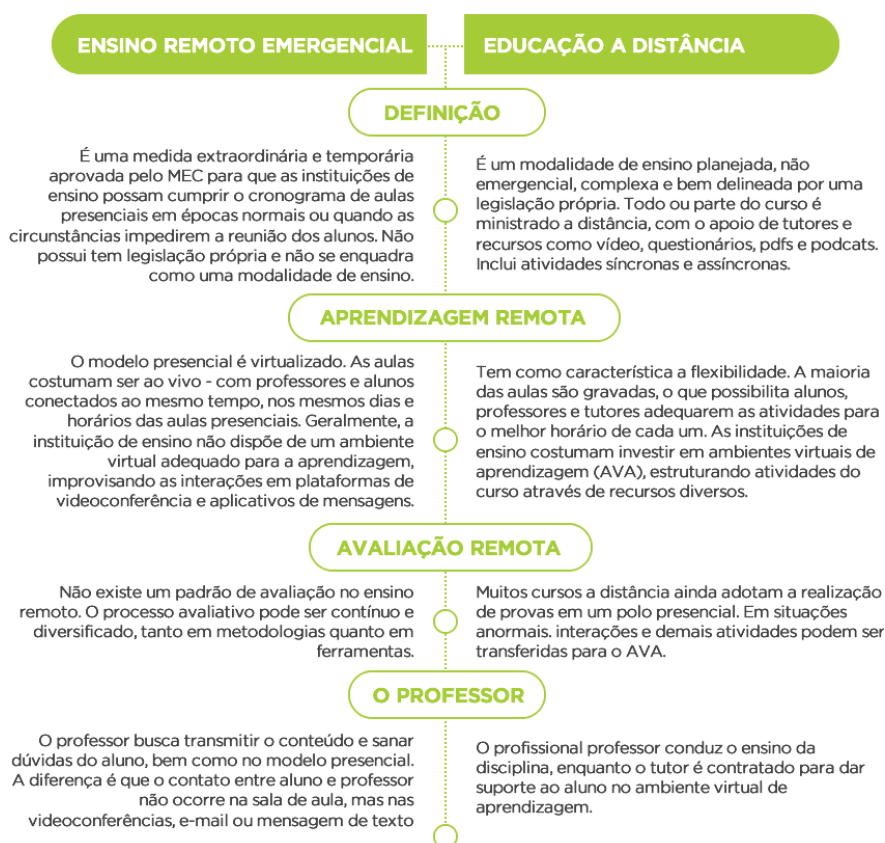 ENSINO REMOTO EMERGENCIAL
EDUCAÇÃO A DISTÂNCIA
DEFINIÇÃO
É uma medida extraordinária e temporária
aprovada pelo MEC para que as instituições de
ensino possam cumprir o cronograma de aulas
presenciais em épocas normais ou quando as
circunstâncias impedirem a reunião dos alunos. Não
possui tem legislação própria e não se enquadra
como uma modalidade de ensino.
É um modalidade de ensino planejada, não
emergencial, complexa e bem delineada por uma
legislação própria. Todo ou parte do curso é
ministrado a distância, com o apoio de tutores e
recursos como vídeo, questionários, pdfs e podcats.
Inclui atividades síncronas e assíncronas.
APRENDIZAGEM REMOTA
O modelo presencial é virtualizado. As aulas
costumam ser ao vivo - com professores e alunos
conectados ao mesmo tempo, nos mesmos dias e
horários das aulas presenciais. Geralmente, a
instituição de ensino não dispõe de um ambiente
virtual adequado para a aprendizagem,
improvisando as interações em plataformas de
videoconferência e aplicativos de mensagens.
Tem como característica a flexibilidade. A maioria
das aulas são gravadas, o que possibilita alunos,
professores e tutores adequarem as atividades para
o melhor horário de cada um. As instituições de
ensino costumam investir em ambientes virtuais de
aprendizagem (AVA), estruturando atividades do
curso através de recursos diversos.
AVALIAÇÃO REMOTA
Não existe um padrão de avaliação no ensino
remoto. O processo avaliativo pode ser contínuo e
diversificado, tanto em metodologias quanto em
ferramentas.
Muitos cursos a distância ainda adotam a realização
de provas em um polo presencial. Em situações
anormais. interações e demais atividades podem ser
transferidas para o AVA.
O PROFESSOR
O professor busca transmitir o conteúdo e sanar
dúvidas do aluno, bem como no modelo presencial.
A diferença é que o contato entre aluno e professor
não ocorre na sala de aula, mas nas
videoconferências, e-mail ou mensagem de texto
O profissional professor conduz o ensino da
disciplina, enquanto o tutor é contratado para dar
suporte ao aluno no ambiente virtual de
aprendizagem.